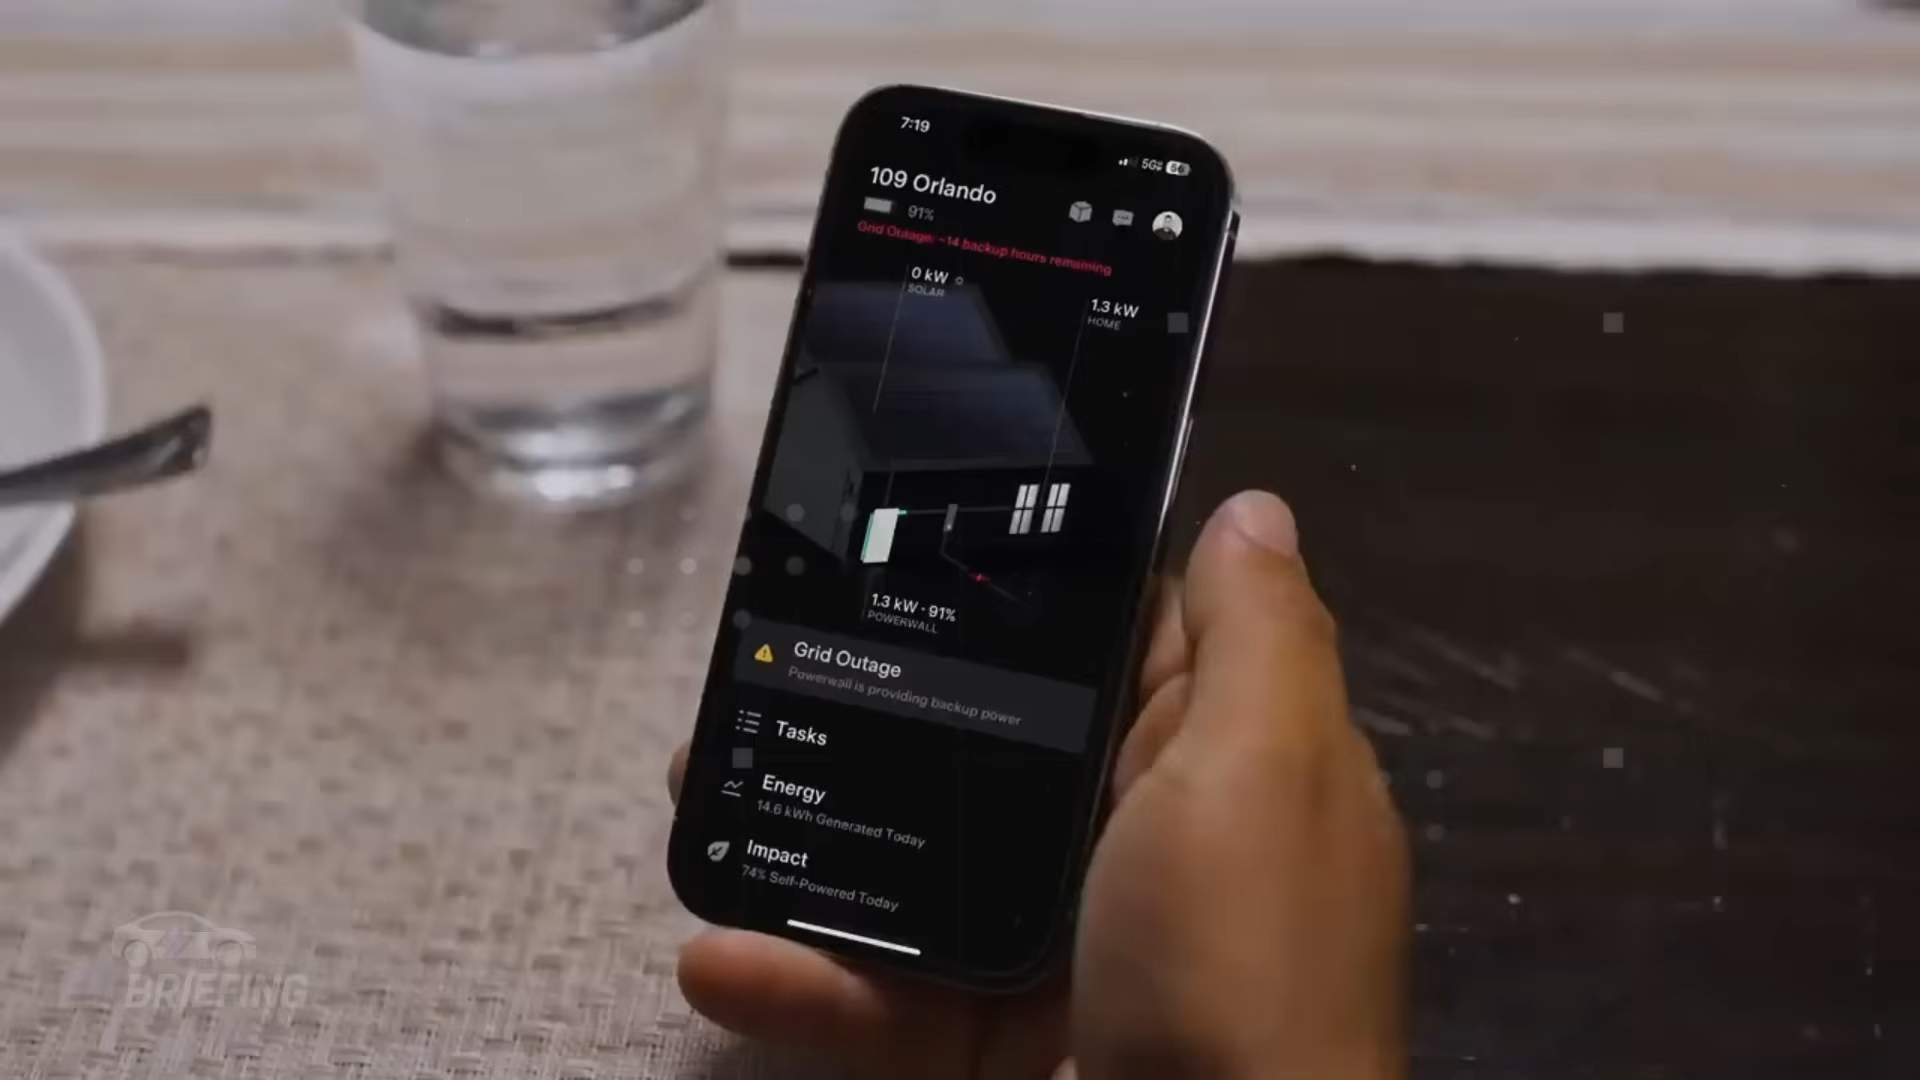 7:19
5G
56
109 Orlando
91%
Grid Outage: ~14 backup hours remaining
0 kW
SOLAR
1.3 kW
HOME
1.3 kW · 91%
POWERWALL
Grid Outage
Powerwall is providing backup power
Tasks
Energy
14.6 kWh Generated Today
Impact
74% Self-Powered Today
BRIEFING